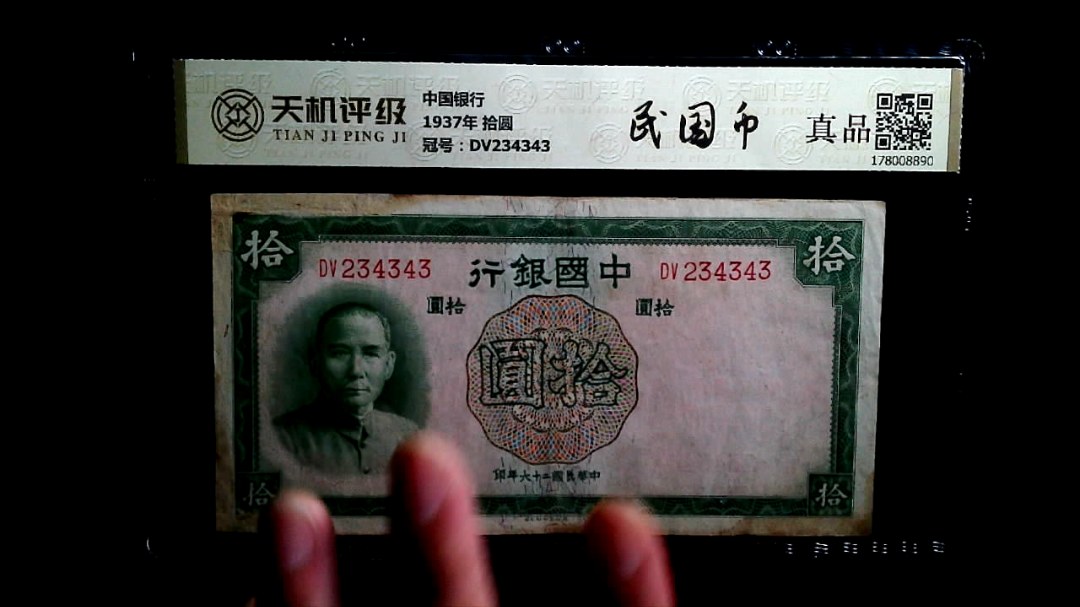 天机评级
TIAN JI PING JI
中国银行
1937年 拾圆
冠号：DV234343
民国币
真品
178008890
拾
拾
DV234343
行銀國中
DV234343
圓拾
圓拾
圓拾
印年六十二國民華中
拾
拾